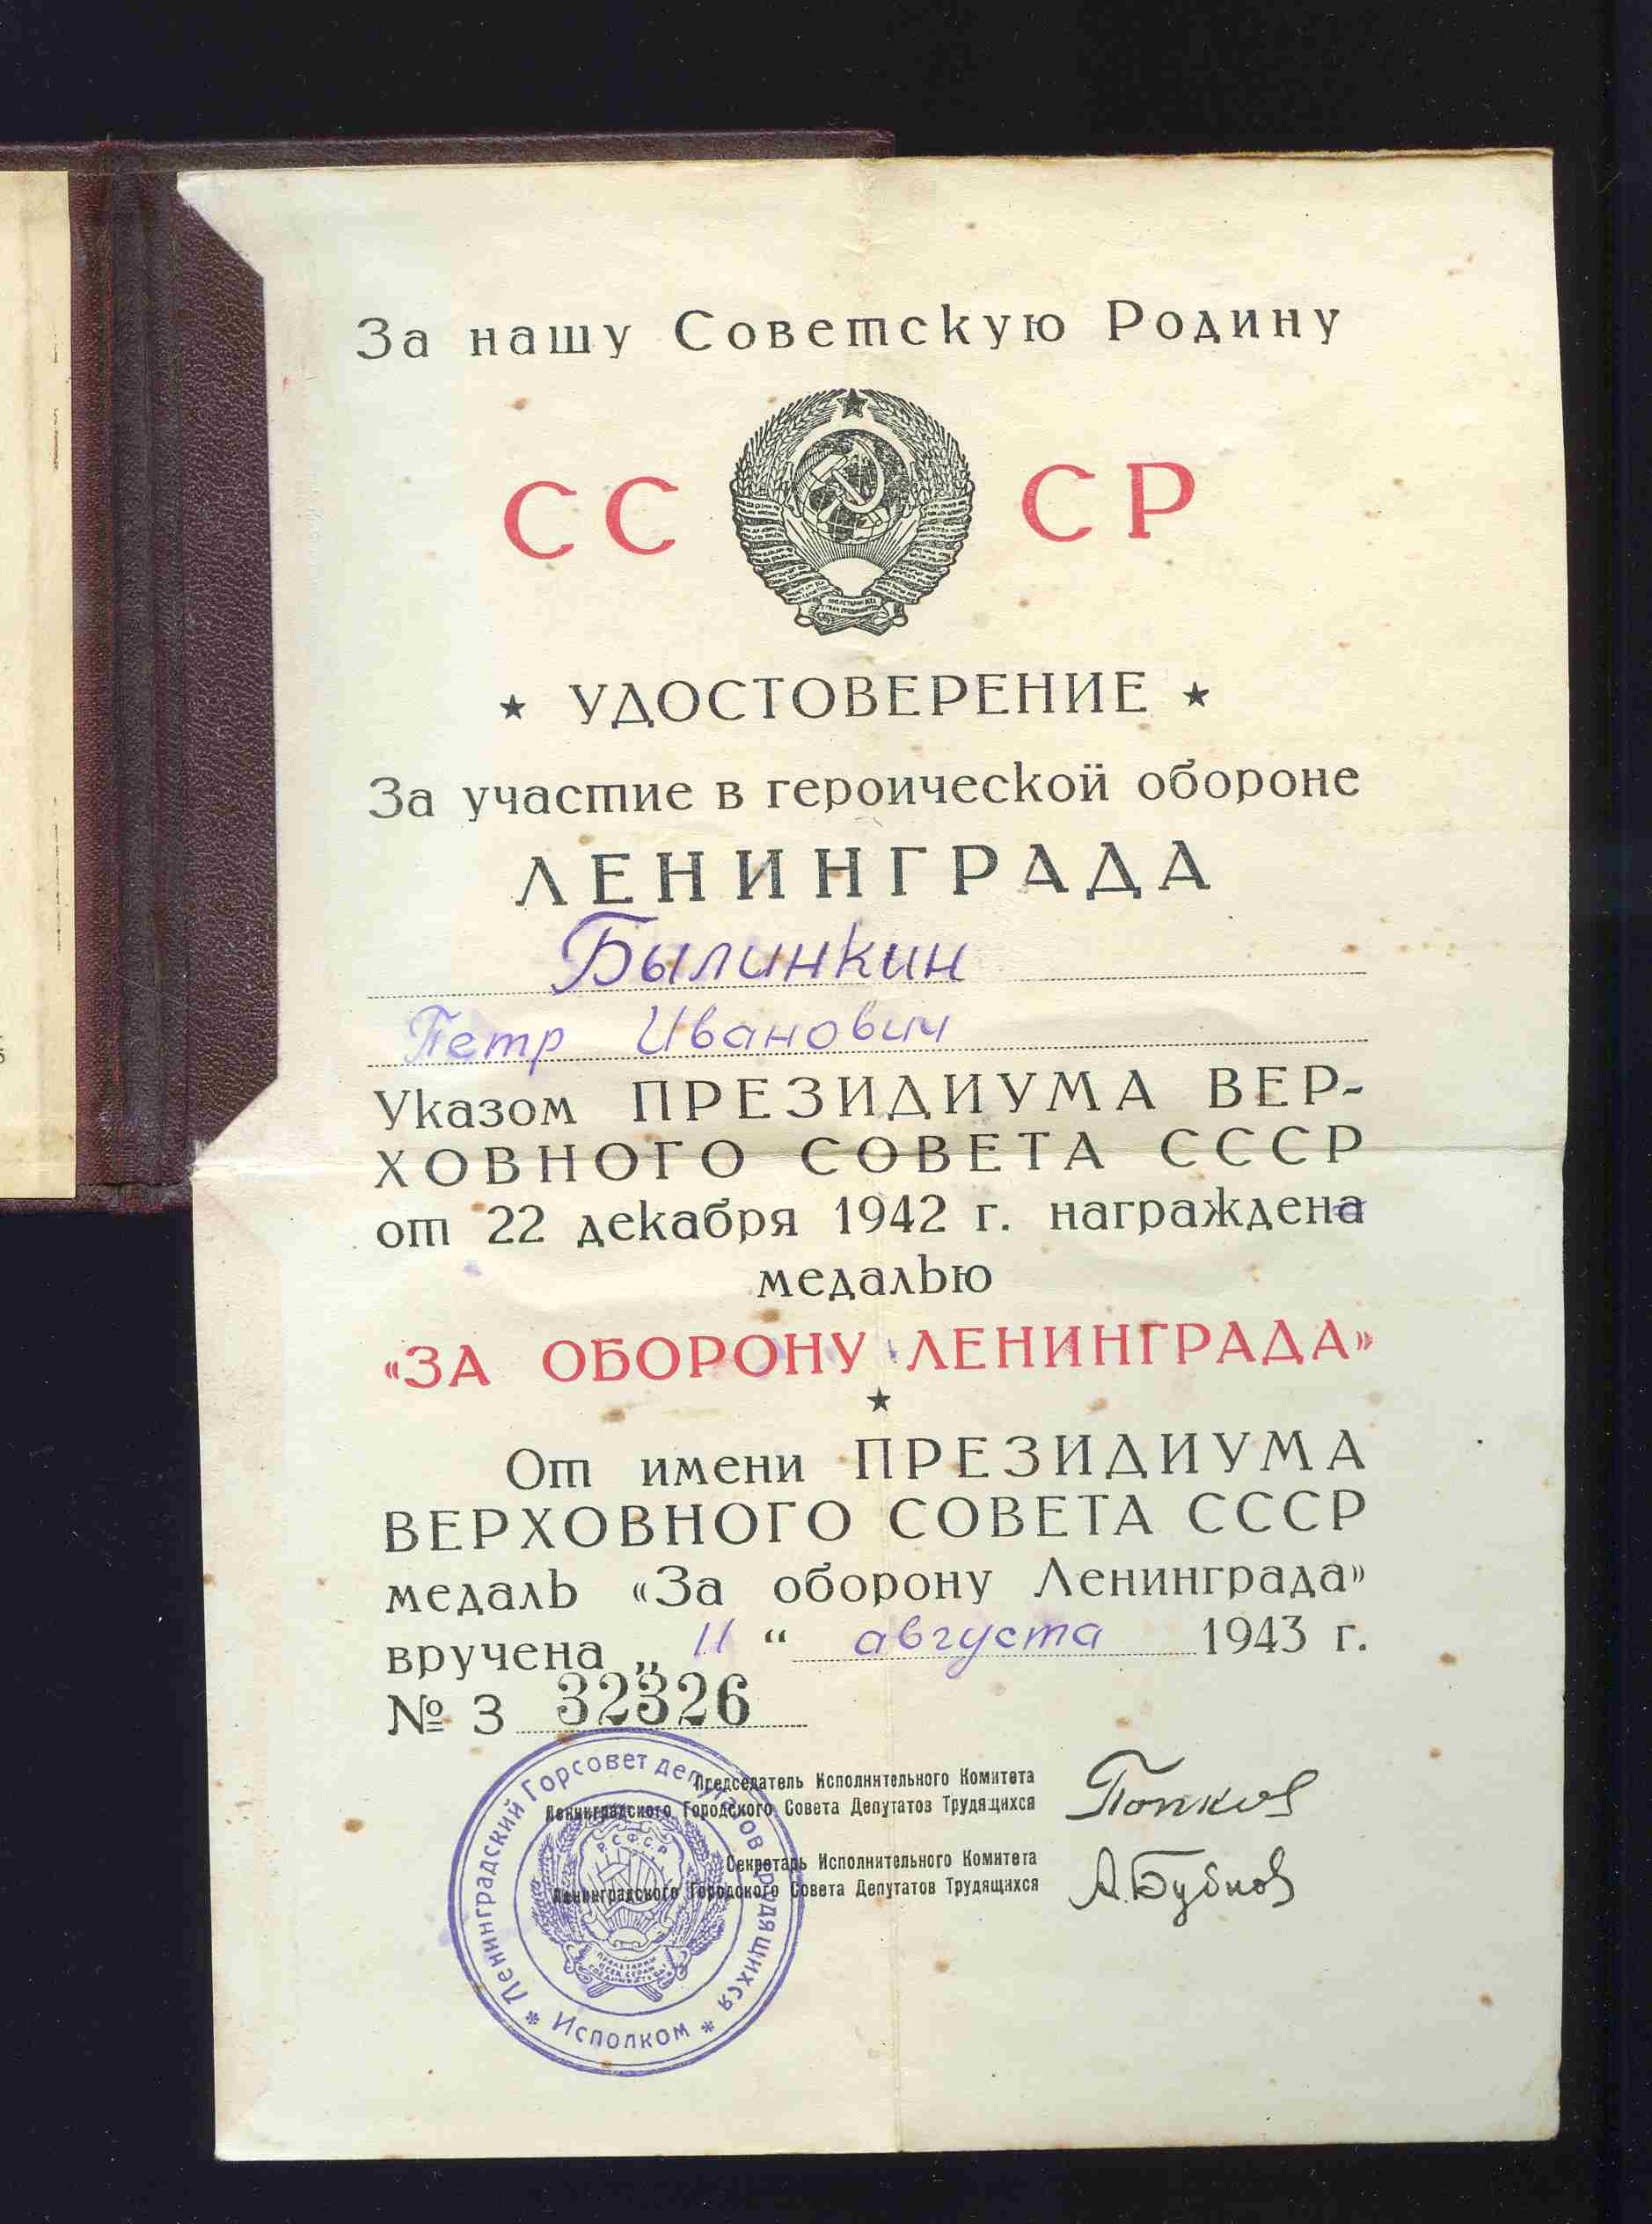 За нашу Советскую Родину
СС СР
★ УДОСТОВЕРЕНИЕ ★
За участие в героической обороне
ЛЕНИНГРАДА
Былинкин
Петр Иванович
Указом ПРЕЗИДИУМА ВЕР-
ХОВНОГО СОВЕТА СССР
от 22 декабря 1942 г. награждена
медалью
«ЗА ОБОРОНУ ЛЕНИНГРАДА»
★
От имени ПРЕЗИДИУМА
ВЕРХОВНОГО СОВЕТА СССР
медаль «За оборону Ленинграда»
вручена „ 11 “ августа 1943 г.
№ З 32326
Председатель Исполнительного Комитета
Ленинградского Городского Совета Депутатов Трудящихся
Попков
Секретарь Исполнительного Комитета
Ленинградского Городского Совета Депутатов Трудящихся
А.Бубнов
Ленинградский Горсовет депутатов трудящихся
* Исполком *
РСФСР